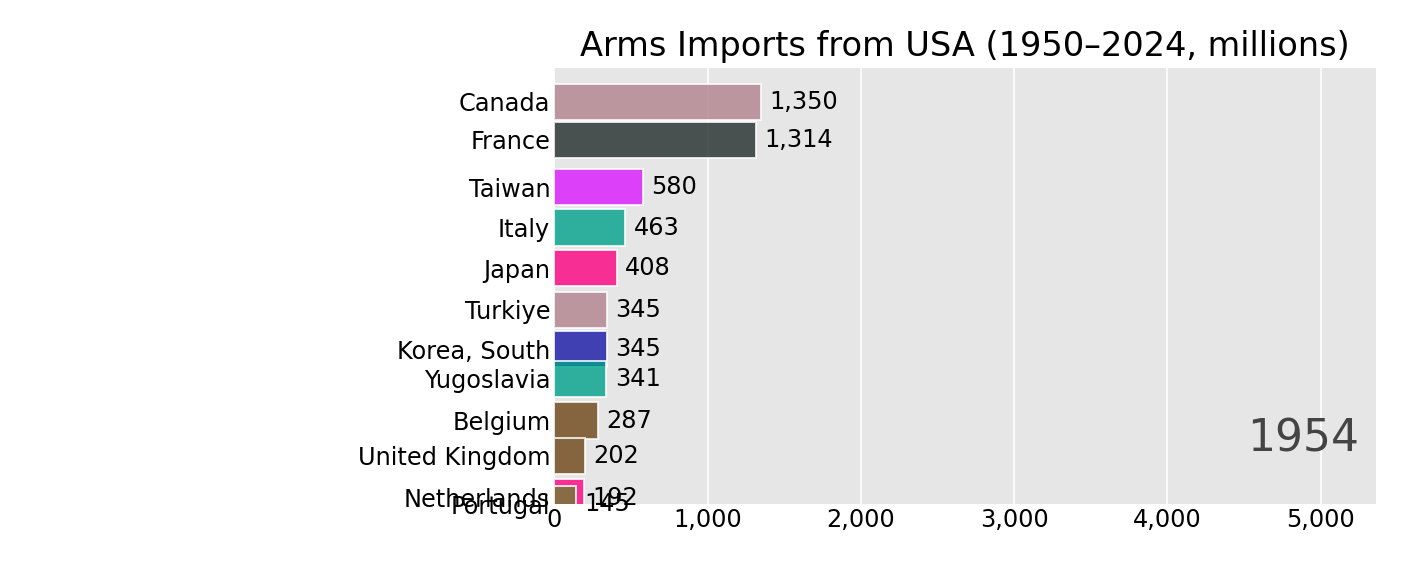 Arms Imports from USA (1950–2024, millions)
Canada 1,350
France 1,314
Taiwan 580
Italy 463
Japan 408
Turkiye 345
Korea, South 345
Yugoslavia 341
Belgium 287
United Kingdom 202
Netherlands 192
Portugal 145
1954
0 1,000 2,000 3,000 4,000 5,000